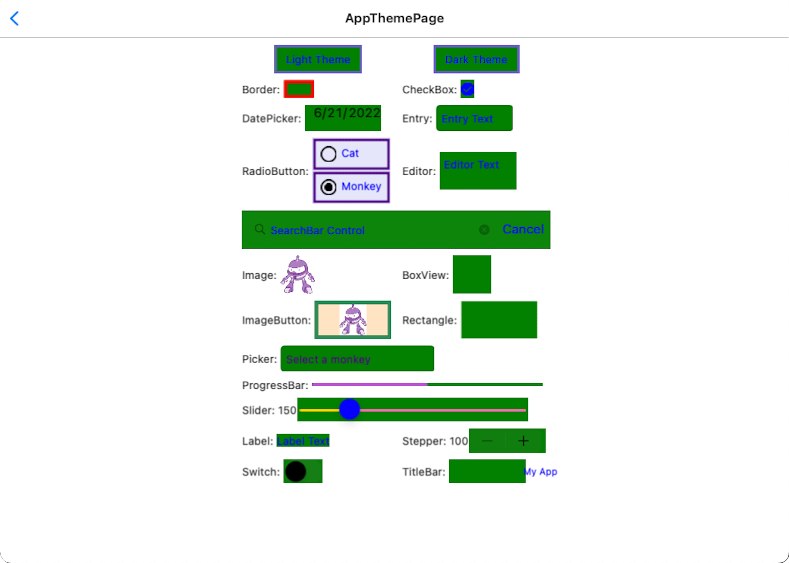 AppThemePage
Light Theme Dark Theme
Border: CheckBox:
DatePicker: 6/21/2022 Entry: Entry Text
RadioButton: Cat
Monkey
Editor: Editor Text
SearchBar Control Cancel
Image: BoxView:
ImageButton: Rectangle:
Picker: Select a monkey
ProgressBar:
Slider: 150
Label: Label Text Stepper: 100
Switch: TitleBar: My App